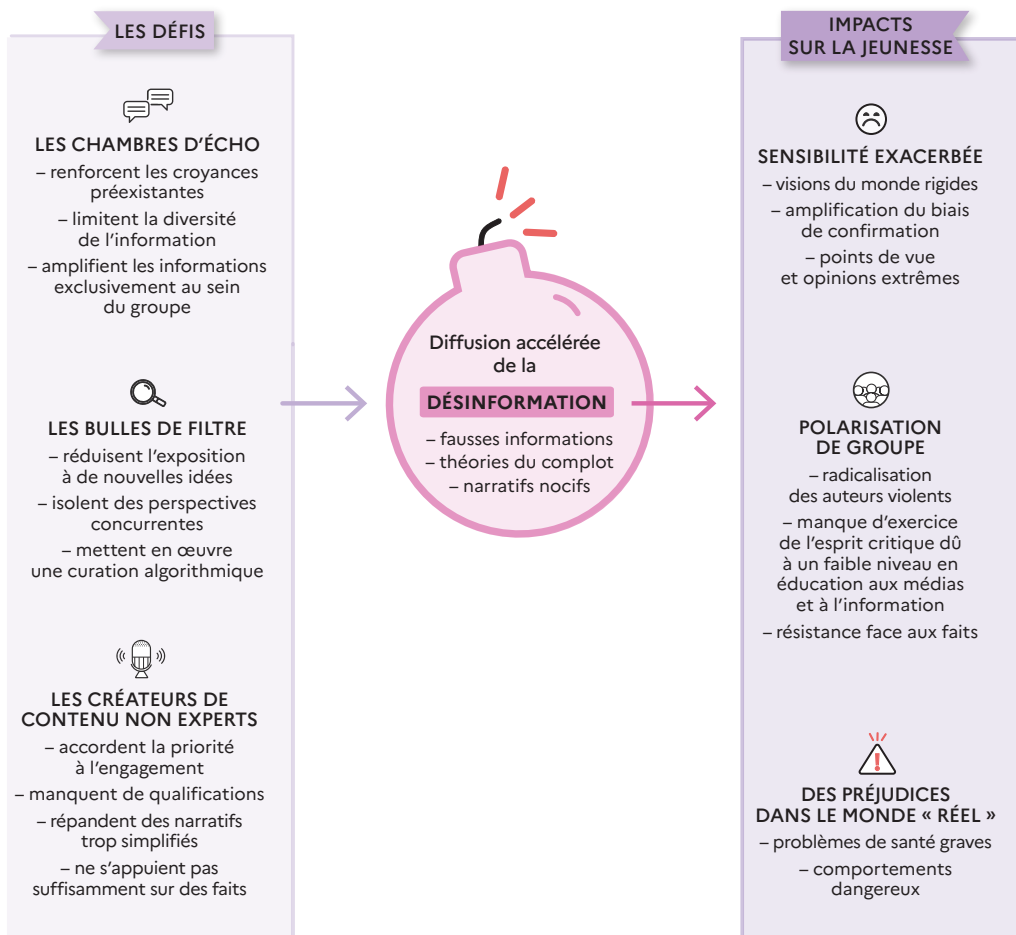 LES DÉFIS
LES CHAMBRES D'ÉCHO
– renforcent les croyances
préexistantes
– limitent la diversité
de l'information
– amplifient les informations
exclusivement au sein
du groupe
LES BULLES DE FILTRE
– réduisent l'exposition
à de nouvelles idées
– isolent des perspectives
concurrentes
– mettent en œuvre
une curation algorithmique
LES CRÉATEURS DE
CONTENU NON EXPERTS
– accordent la priorité
à l'engagement
– manquent de qualifications
– répandent des narratifs
trop simplifiés
– ne s'appuient pas
suffisamment sur des faits
Diffusion accélérée
de la
DÉSINFORMATION
– fausses informations
– théories du complot
– narratifs nocifs
IMPACTS
SUR LA JEUNESSE
SENSIBILITÉ EXACERBÉE
– visions du monde rigides
– amplification du biais
de confirmation
– points de vue
et opinions extrêmes
POLARISATION
DE GROUPE
– radicalisation
des auteurs violents
– manque d'exercice
de l'esprit critique dû
à un faible niveau en
éducation aux médias
et à l'information
– résistance face aux faits
DES PRÉJUDICES
DANS LE MONDE « RÉEL »
– problèmes de santé graves
– comportements
dangereux